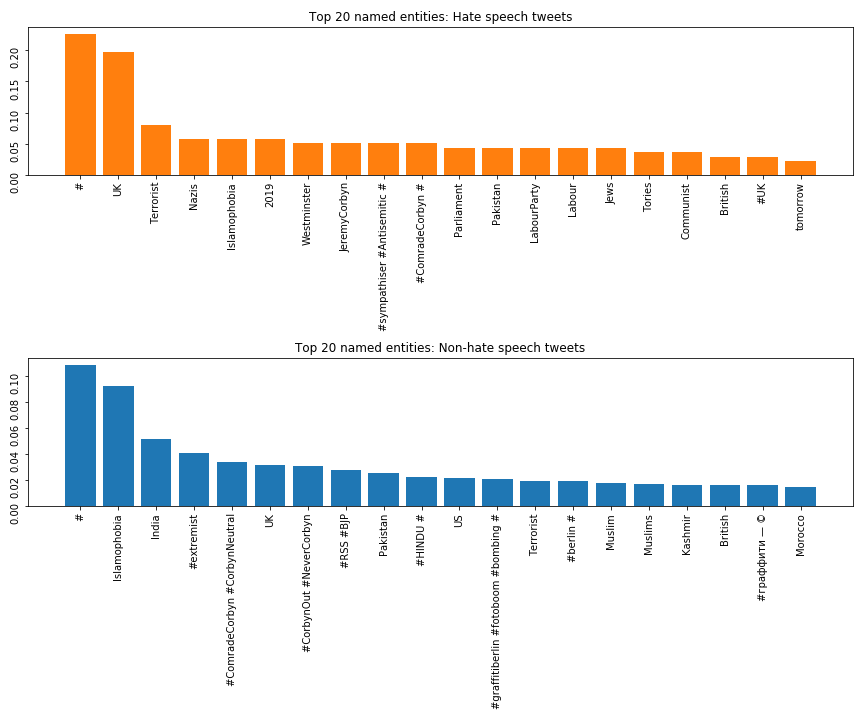 Top 20 named entities: Hate speech tweets
0.20
0.15
0.10
0.05
0.00
#
UK
Terrorist
Nazis
Islamophobia
2019
Westminster
JeremyCorbyn
#sympathiser #Antisemitic #
#ComradeCorbyn #
Parliament
Pakistan
LabourParty
Labour
Jews
Tories
Communist
British
#UK
tomorrow
Top 20 named entities: Non-hate speech tweets
0.10
0.08
0.06
0.04
0.02
0.00
#
Islamophobia
India
#extremist
#ComradeCorbyn #CorbynNeutral
UK
#CorbynOut #NeverCorbyn
#RSS #BJP
Pakistan
#HINDU #
US
#graffitiberlin #fotoboom #bombing #
Terrorist
#berlin #
Muslim
Muslims
Kashmir
British
#граффити — ©
Morocco